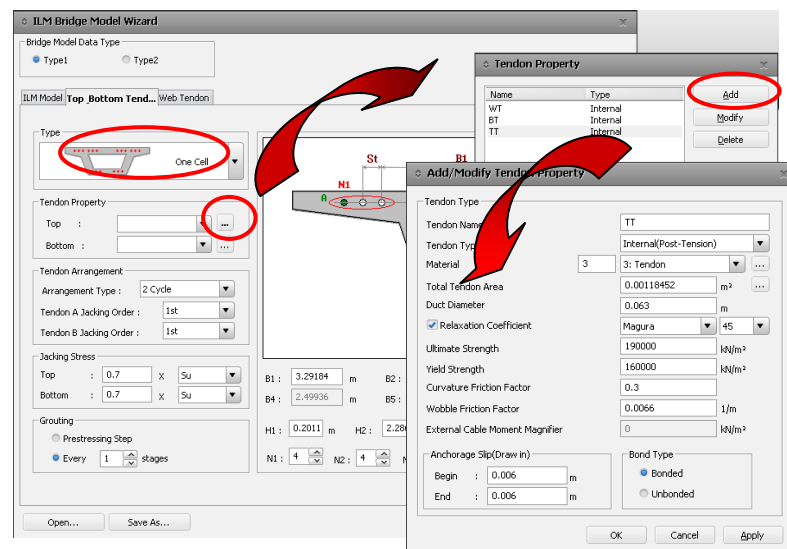 ILM Bridge Model Wizard
Bridge Model Data Type
Type1 Type2
ILM Model Top_Bottom Tend... Web Tendon
Type
One Cell
Tendon Property
Top : ...
Bottom : ...
Tendon Arrangement
Arrangement Type : 2 Cycle
Tendon A Jacking Order : 1st
Tendon B Jacking Order : 1st
Jacking Stress
Top : 0.7 X Su
Bottom : 0.7 X Su
Grouting
Prestressing Step
Every 1 stages
Open... Save As...
St B1
N1
A
B1 : 3.29184 m B2 :
B4 : 2.49936 m B5 :
H1 : 0.2011 m H2 :
N1 : 4 N2 : 4
Tendon Property
Name Type
WT Internal
BT Internal
TT Internal
Add
Modify
Delete
Add/Modify Tendon Property
Tendon Type
Tendon Name TT
Internal(Post-Tension)
Material 3 3: Tendon ...
Total Tendon Area 0.00118452 m² ...
Duct Diameter 0.063 m
Relaxation Coefficient Magura 45
Ultimate Strength 190000 kN/m²
Yield Strength 160000 kN/m²
Curvature Friction Factor 0.3
Wobble Friction Factor 0.0066 1/m
External Cable Moment Magnifier 0 kN/m²
Anchorage Slip(Draw in)
Begin : 0.006 m
End : 0.006 m
Bond Type
Bonded
Unbonded
OK Cancel Apply